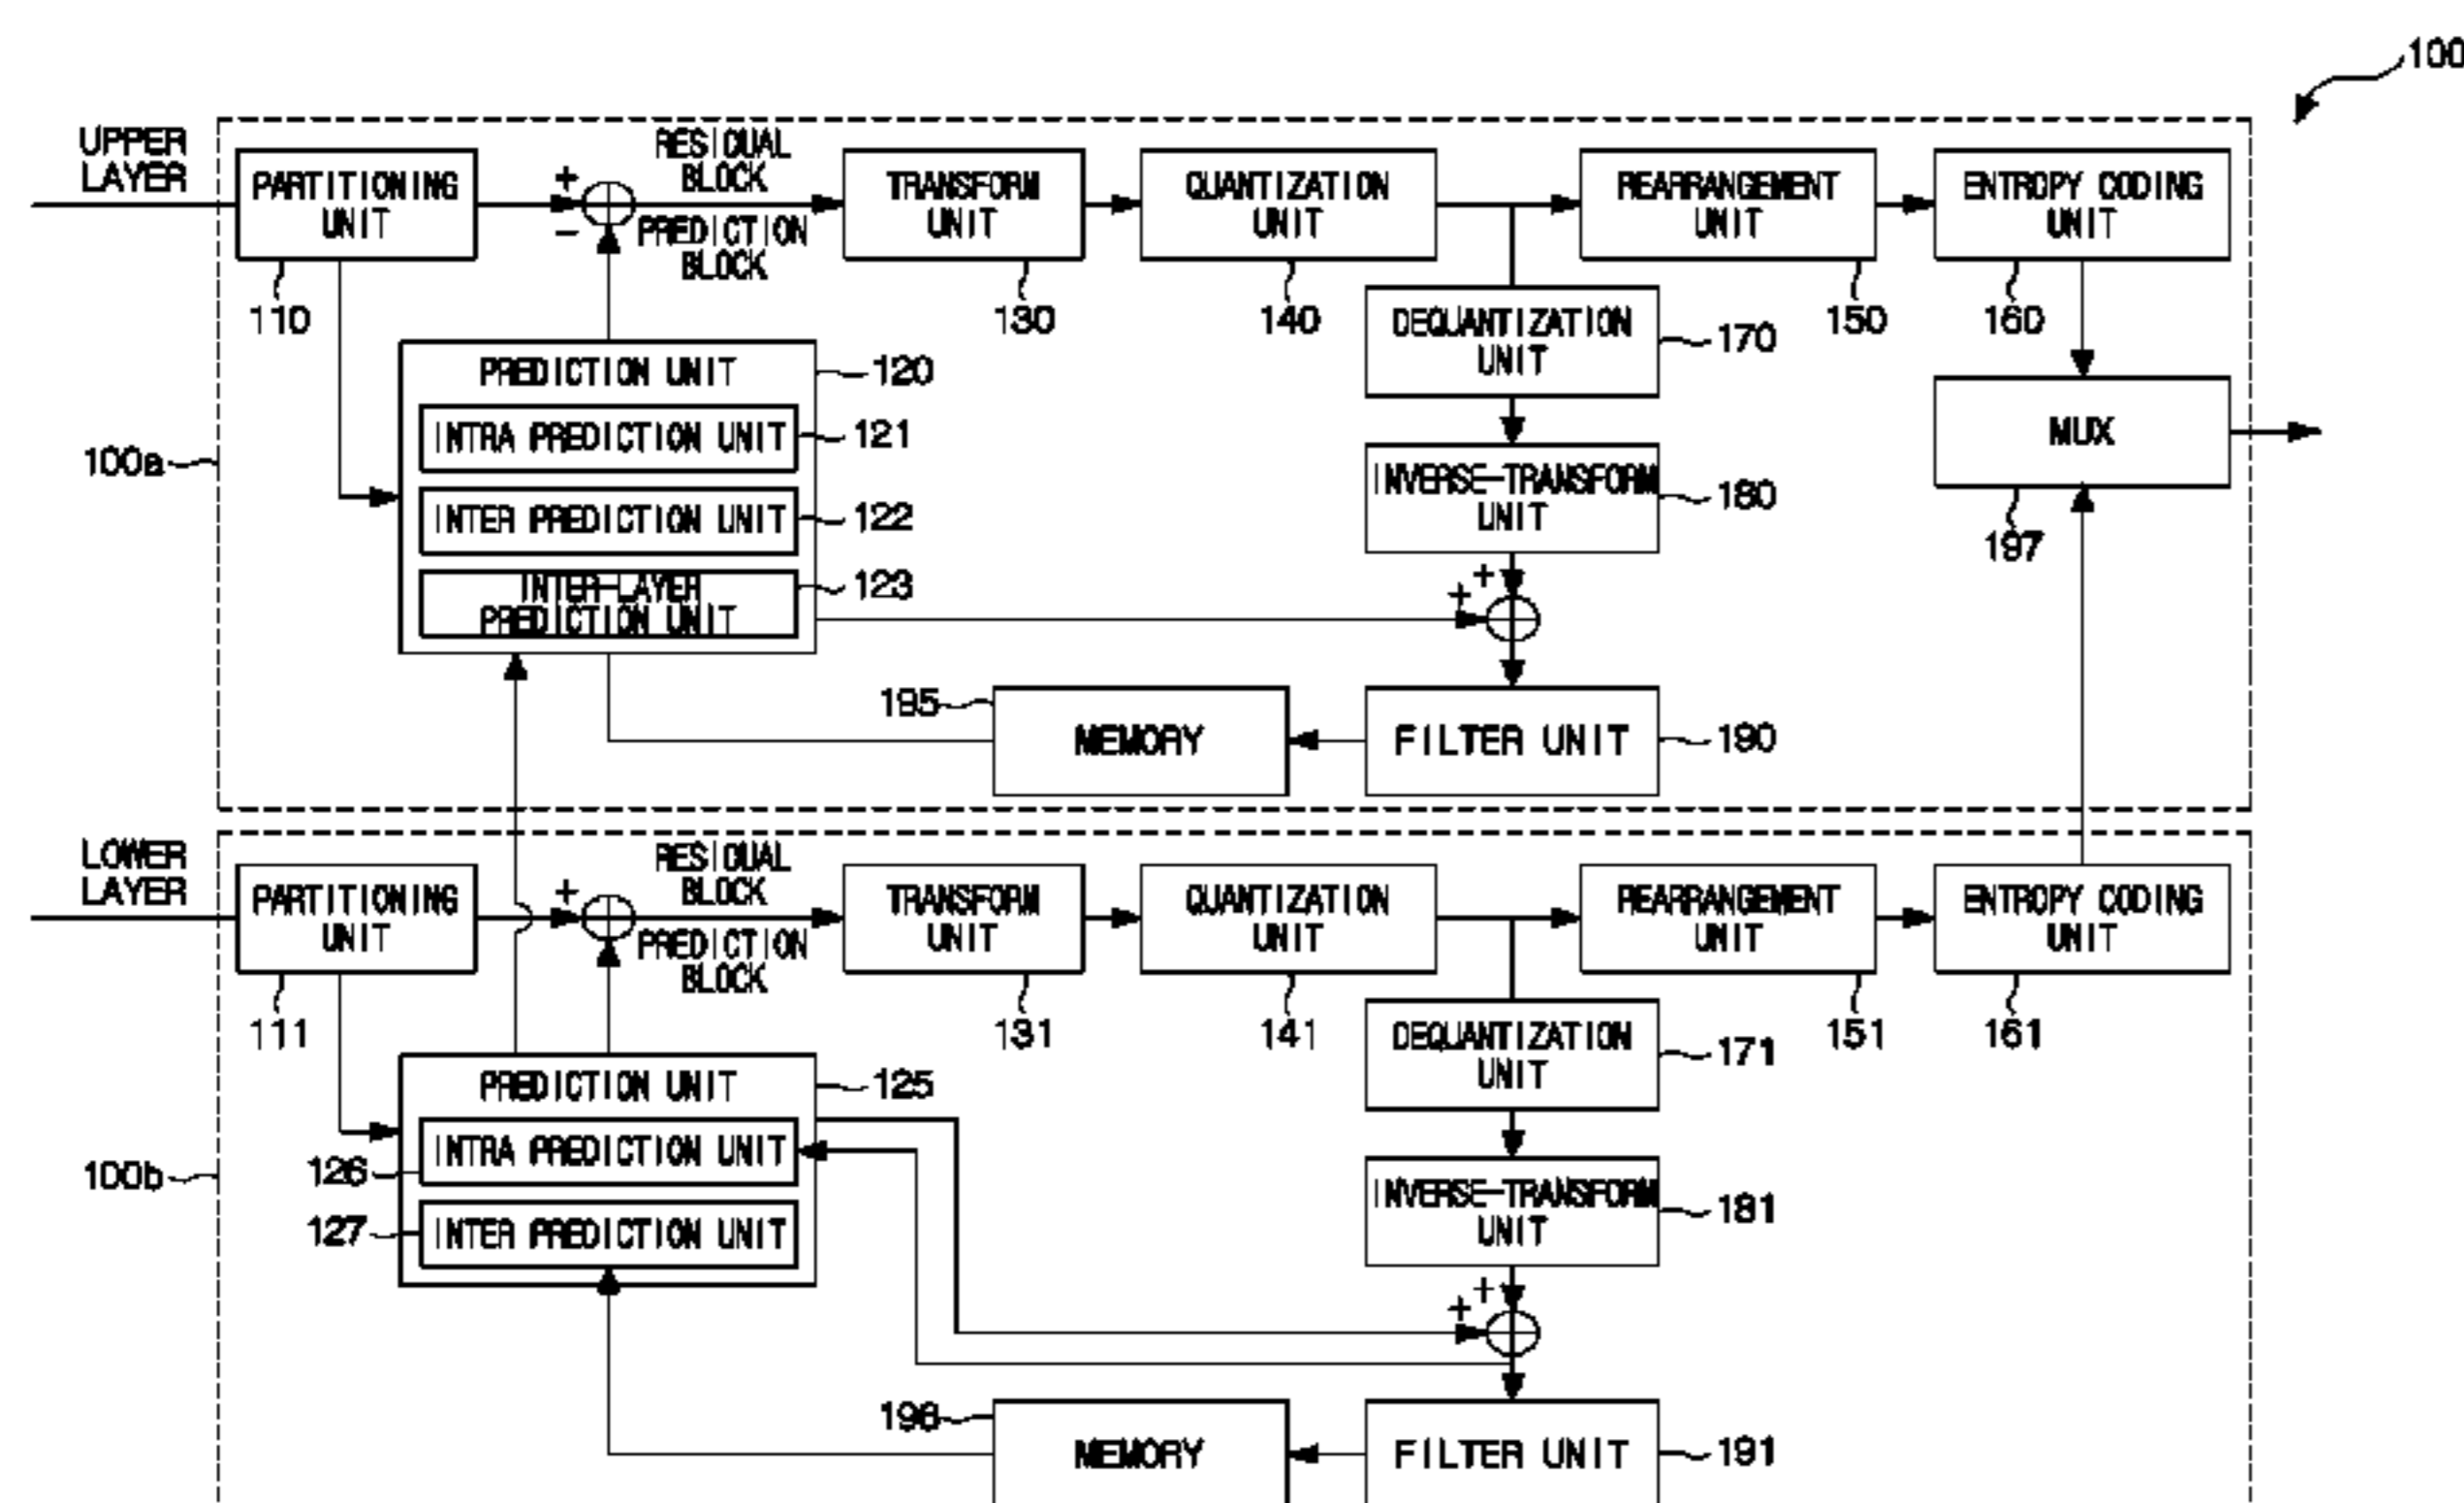 100
UPPER
LAYER
PARTITIONING
UNIT
110
+
−
RESIDUAL
BLOCK
PREDICTION
BLOCK
TRANSFORM
UNIT
130
QUANTIZATION
UNIT
140
REARRANGEMENT
UNIT
150
ENTROPY CODING
UNIT
160
DEQUANTIZATION
UNIT
170
PREDICTION UNIT
120
INTRA PREDICTION UNIT
121
INTER PREDICTION UNIT
122
INTER-LAYER
PREDICTION UNIT
123
100a
INVERSE-TRANSFORM
UNIT
180
MUX
197
+
+
195
MEMORY
FILTER UNIT
190
LOWER
LAYER
PARTITIONING
UNIT
111
+
RESIDUAL
BLOCK
PREDICTION
BLOCK
TRANSFORM
UNIT
131
QUANTIZATION
UNIT
141
REARRANGEMENT
UNIT
151
ENTROPY CODING
UNIT
161
DEQUANTIZATION
UNIT
171
PREDICTION UNIT
125
INTRA PREDICTION UNIT
126
INTER PREDICTION UNIT
127
100b
INVERSE-TRANSFORM
UNIT
181
+
+
196
MEMORY
FILTER UNIT
191